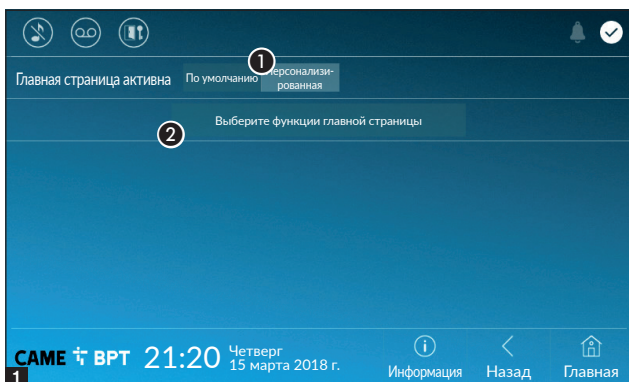 1
Главная страница активна По умолчанию Персонализи-
рованная
2 Выберите функции главной страницы
CAME BPT 21:20 Четверг
15 марта 2018 г.
Информация Назад Главная
1